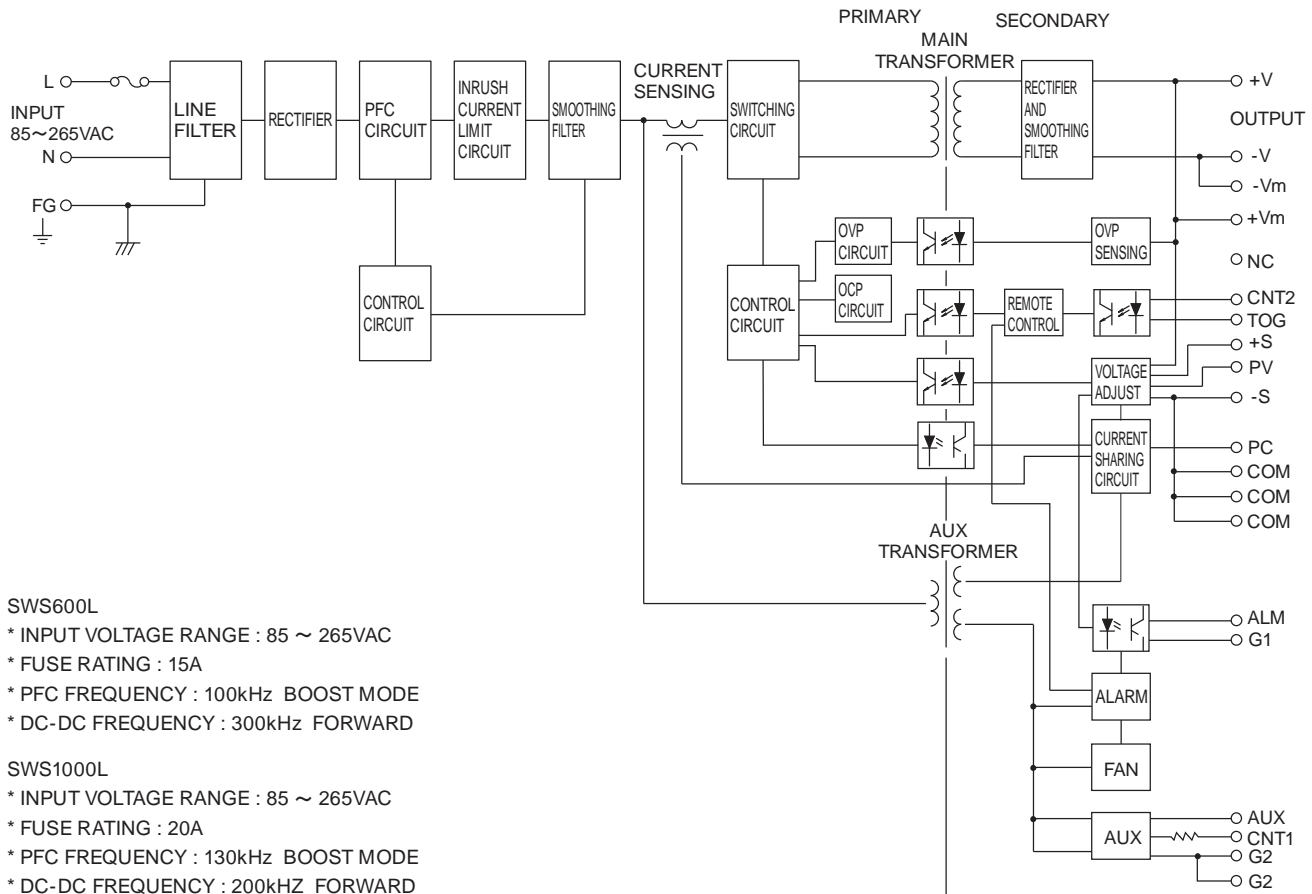 PRIMARY
SECONDARY
MAIN
TRANSFORMER
L
INPUT
85～265VAC
N
FG
LINE
FILTER
RECTIFIER
PFC
CIRCUIT
INRUSH
CURRENT
LIMIT
CIRCUIT
SMOOTHING
FILTER
CURRENT
SENSING
SWITCHING
CIRCUIT
RECTIFIER
AND
SMOOTHING
FILTER
+V
OUTPUT
-V
-Vm
+Vm
NC
CNT2
TOG
+S
PV
-S
PC
COM
COM
COM
CONTROL
CIRCUIT
CONTROL
CIRCUIT
OVP
CIRCUIT
OCP
CIRCUIT
OVP
SENSING
REMOTE
CONTROL
VOLTAGE
ADJUST
CURRENT
SHARING
CIRCUIT
AUX
TRANSFORMER
ALM
G1
ALARM
FAN
AUX
AUX
CNT1
G2
G2
SWS600L
* INPUT VOLTAGE RANGE : 85 ～ 265VAC
* FUSE RATING : 15A
* PFC FREQUENCY : 100kHz BOOST MODE
* DC-DC FREQUENCY : 300kHz FORWARD
SWS1000L
* INPUT VOLTAGE RANGE : 85 ～ 265VAC
* FUSE RATING : 20A
* PFC FREQUENCY : 130kHz BOOST MODE
* DC-DC FREQUENCY : 200kHZ FORWARD